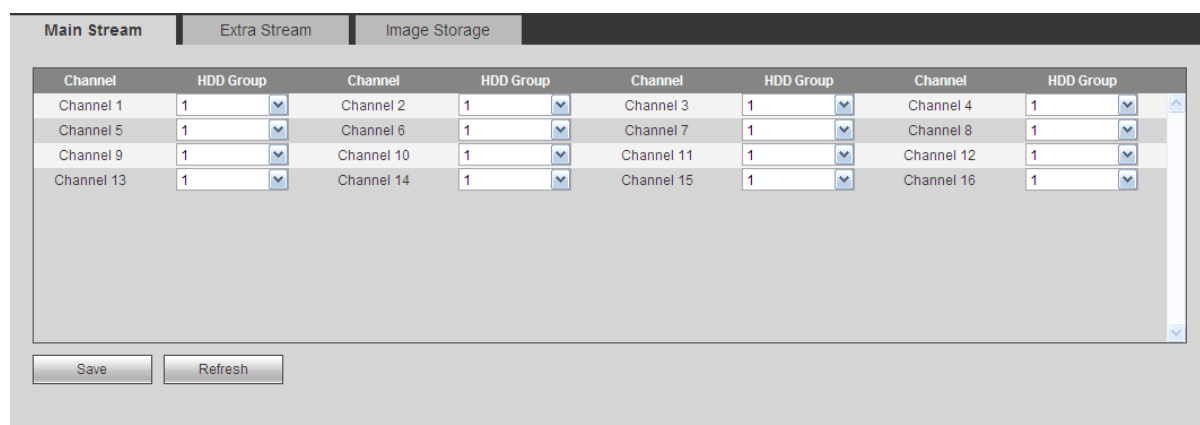 Main Stream Extra Stream Image Storage
Channel HDD Group Channel HDD Group Channel HDD Group Channel HDD Group
Channel 1 1 Channel 2 1 Channel 3 1 Channel 4 1
Channel 5 1 Channel 6 1 Channel 7 1 Channel 8 1
Channel 9 1 Channel 10 1 Channel 11 1 Channel 12 1
Channel 13 1 Channel 14 1 Channel 15 1 Channel 16 1
Save Refresh